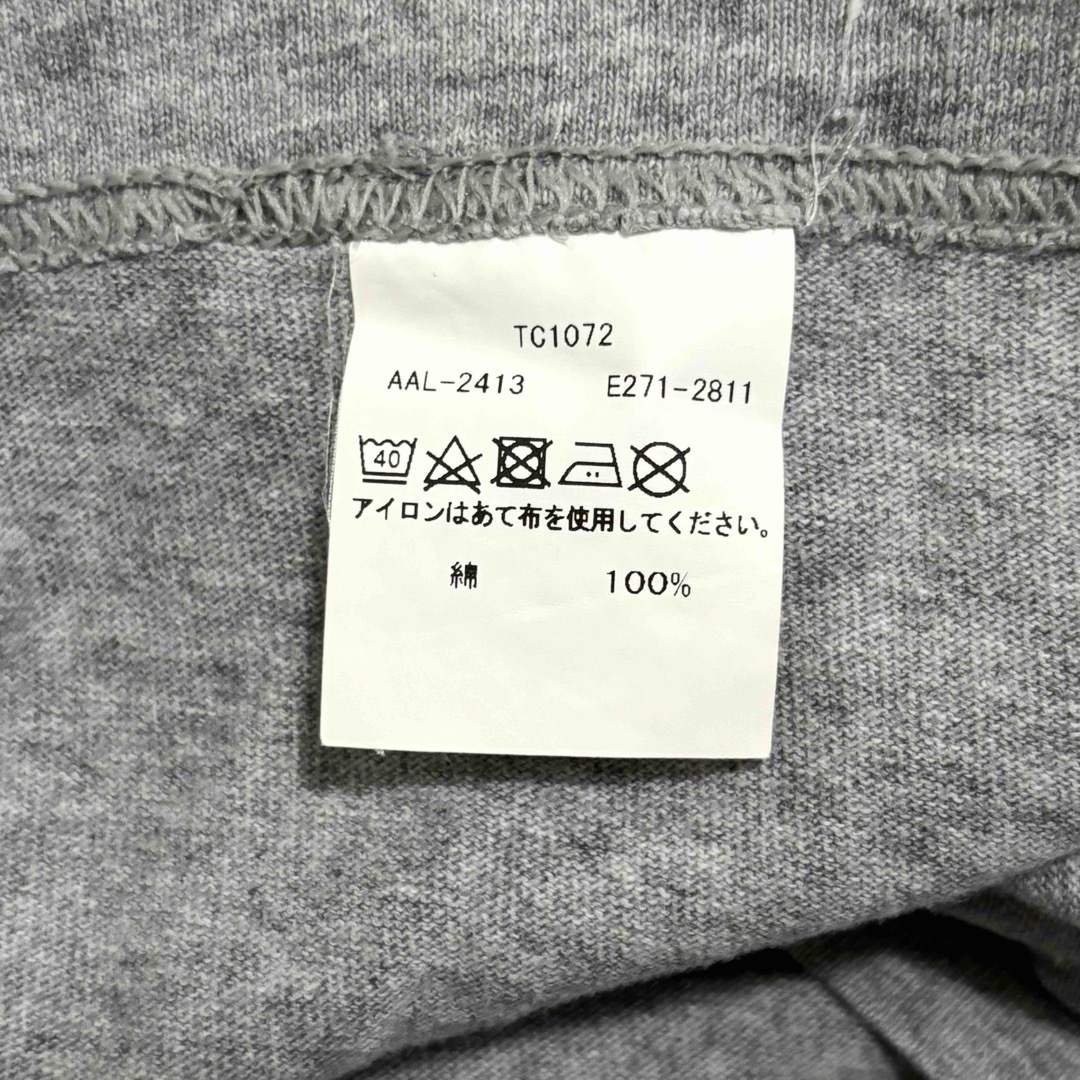 TC1072
AAL-2413 E271-2811
40
アイロンはあて布を使用してください。
綿 100%